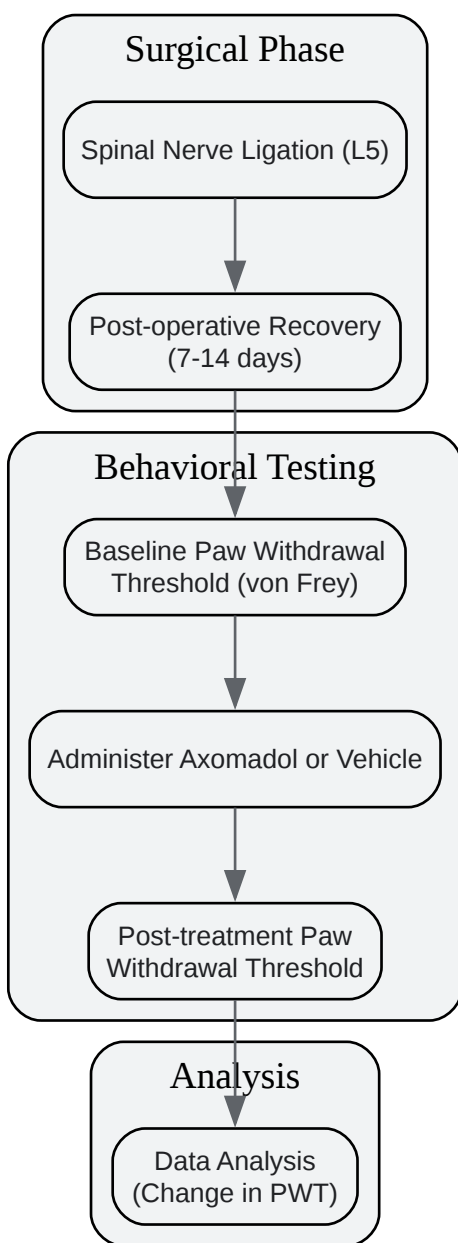 Surgical Phase
Spinal Nerve Ligation (L5)
Post-operative Recovery
(7-14 days)
Behavioral Testing
Baseline Paw Withdrawal
Threshold (von Frey)
Administer Axomadol or Vehicle
Post-treatment Paw
Withdrawal Threshold
Analysis
Data Analysis
(Change in PWT)